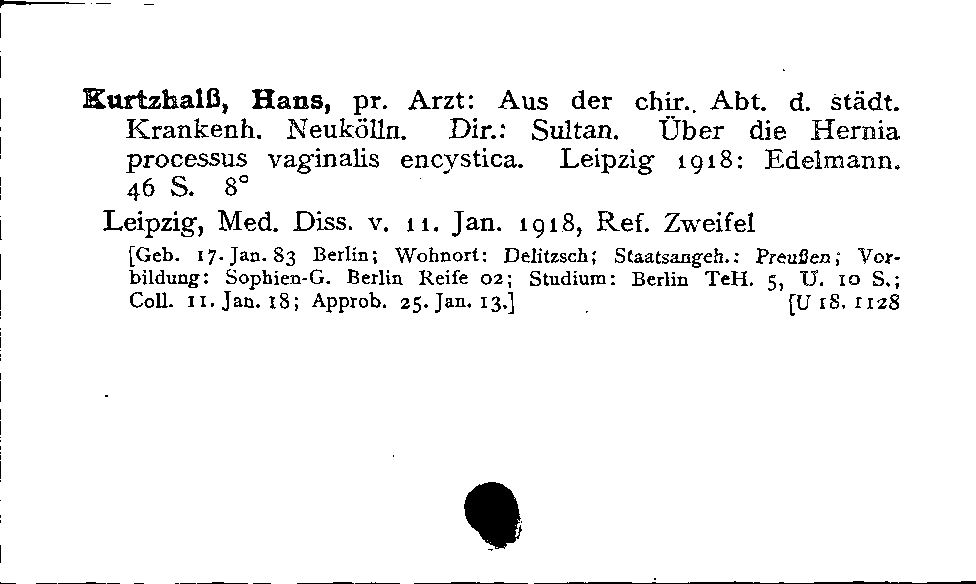 Kurtzhalß, Hans, pr. Arzt: Aus der chir. Abt. d. städt.
Krankenh. Neukölln. Dir.: Sultan. Über die Hernia
processus vaginalis encystica. Leipzig 1918: Edelmann.
46 S. 8°
Leipzig, Med. Diss. v. 11. Jan. 1918, Ref. Zweifel
[Geb. 17. Jan. 83 Berlin; Wohnort: Delitzsch; Staatsangeh.: Preußen; Vor-
bildung: Sophien-G. Berlin Reife 02; Studium: Berlin TeH. 5, U. 10 S.;
Coll. 11. Jan. 18; Approb. 25. Jan. 13.] [U 18. 1128